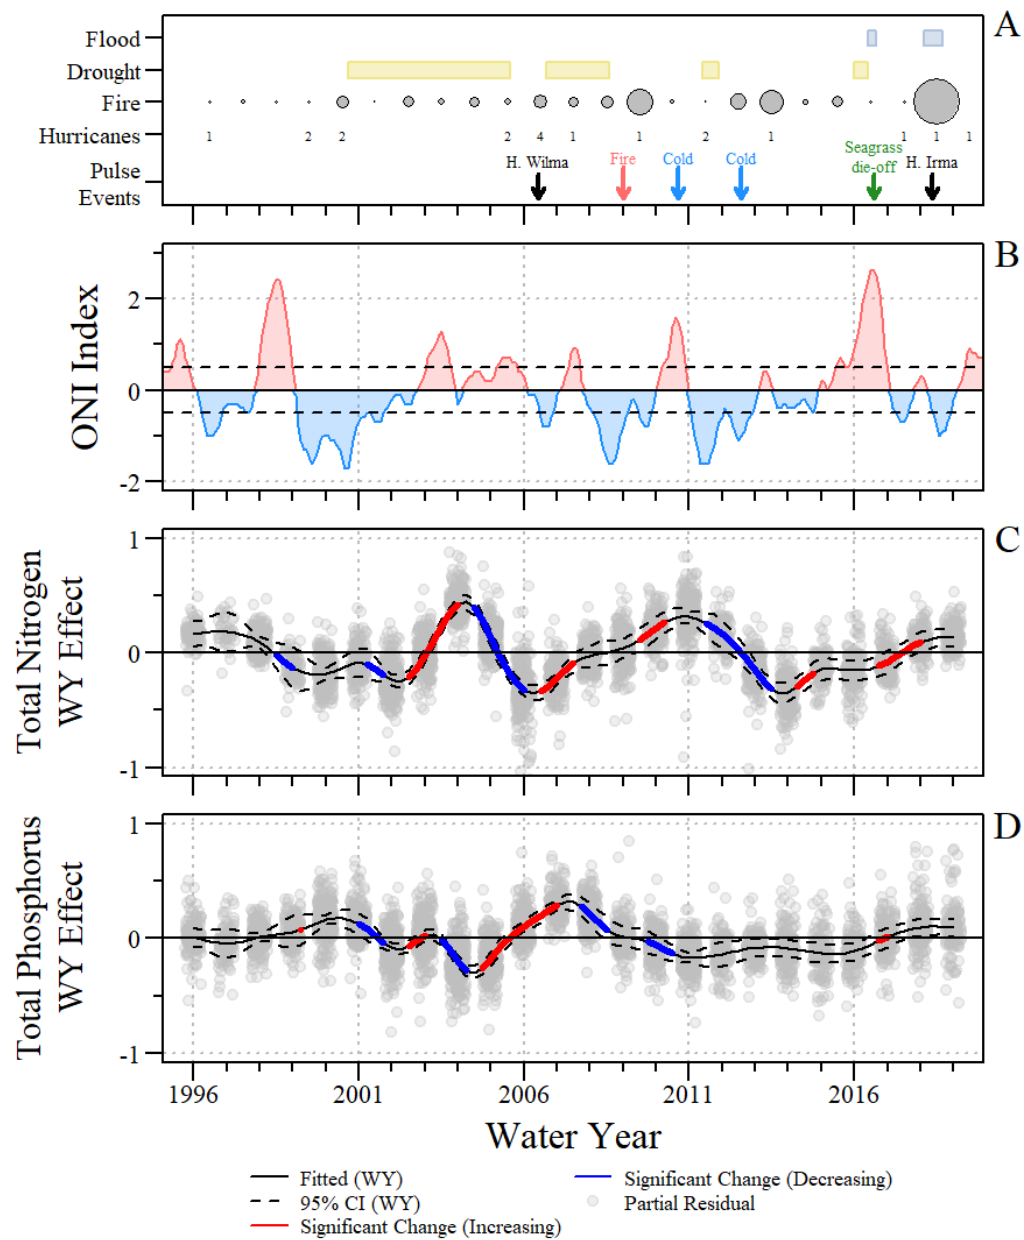 A
Flood
Drought
Fire
Hurricanes
1 2 2 2 4 1 1 2 1 1 1 1
Pulse
Events
H. Wilma
Fire
Cold
Cold
Seagrass
die-off
H. Irma
B
ONI Index
2
0
-2
C
Total Nitrogen
WY Effect
1
0
-1
D
Total Phosphorus
WY Effect
1
0
-1
1996 2001 2006 2011 2016
Water Year
Fitted (WY)
95% CI (WY)
Significant Change (Increasing)
Significant Change (Decreasing)
Partial Residual